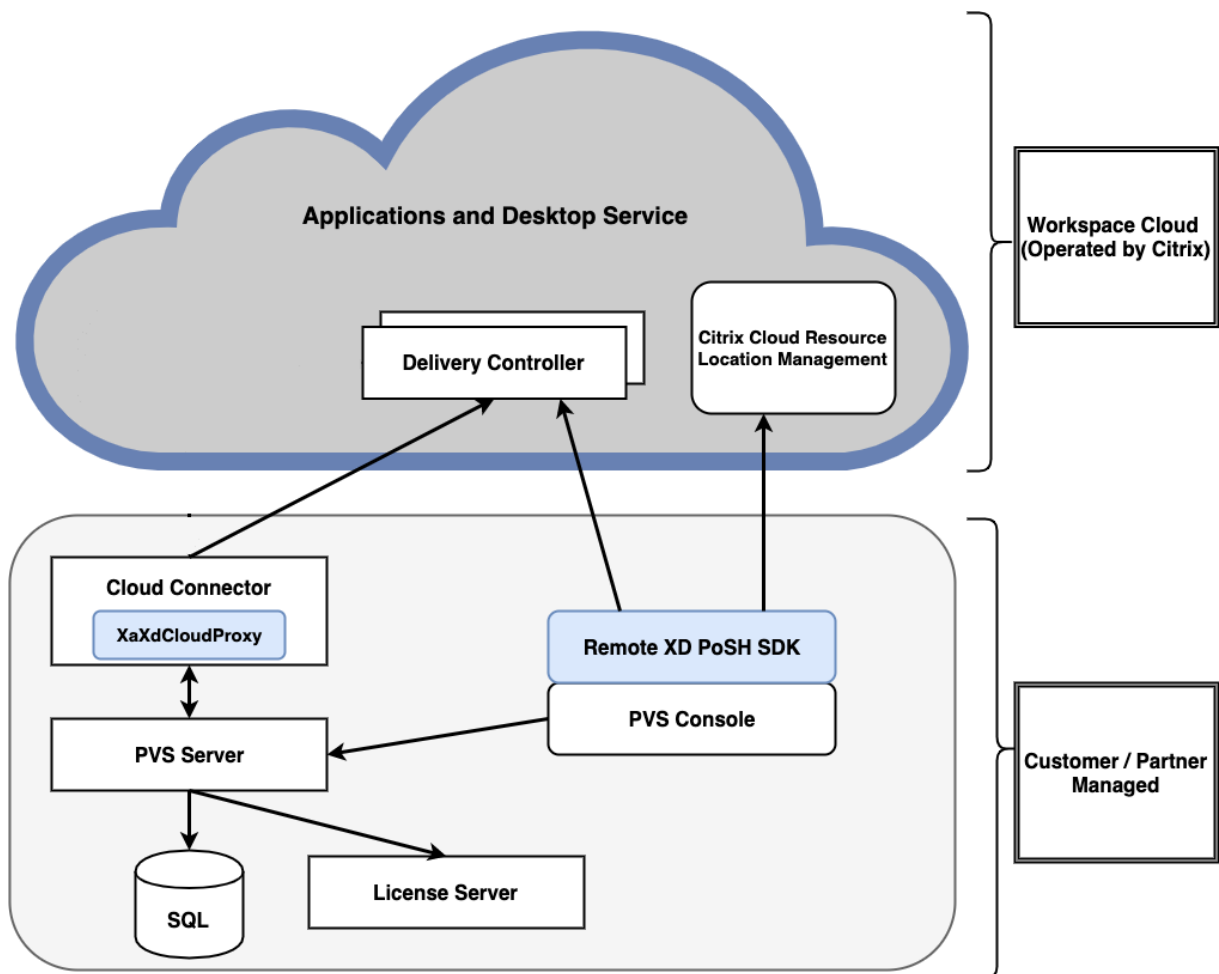 Applications and Desktop Service
Workspace Cloud
(Operated by Citrix)
Delivery Controller
Citrix Cloud Resource
Location Management
Cloud Connector
XaXdCloudProxy
Remote XD PoSH SDK
PVS Console
PVS Server
Customer / Partner
Managed
License Server
SQL